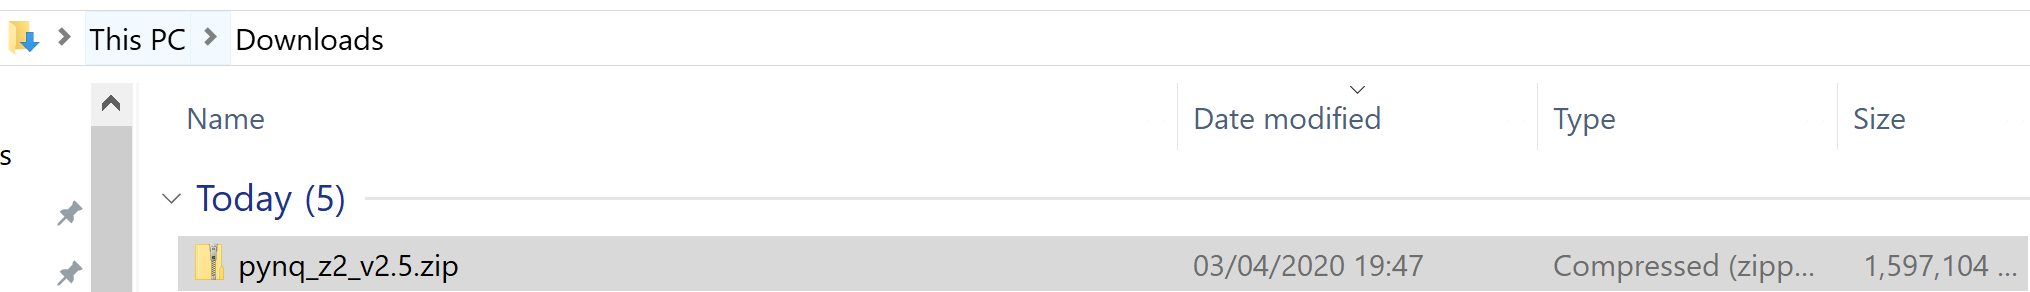 This PC Downloads
Name Date modified Type Size
s
Today (5)
pynq_z2_v2.5.zip 03/04/2020 19:47 Compressed (zipp... 1,597,104 ...